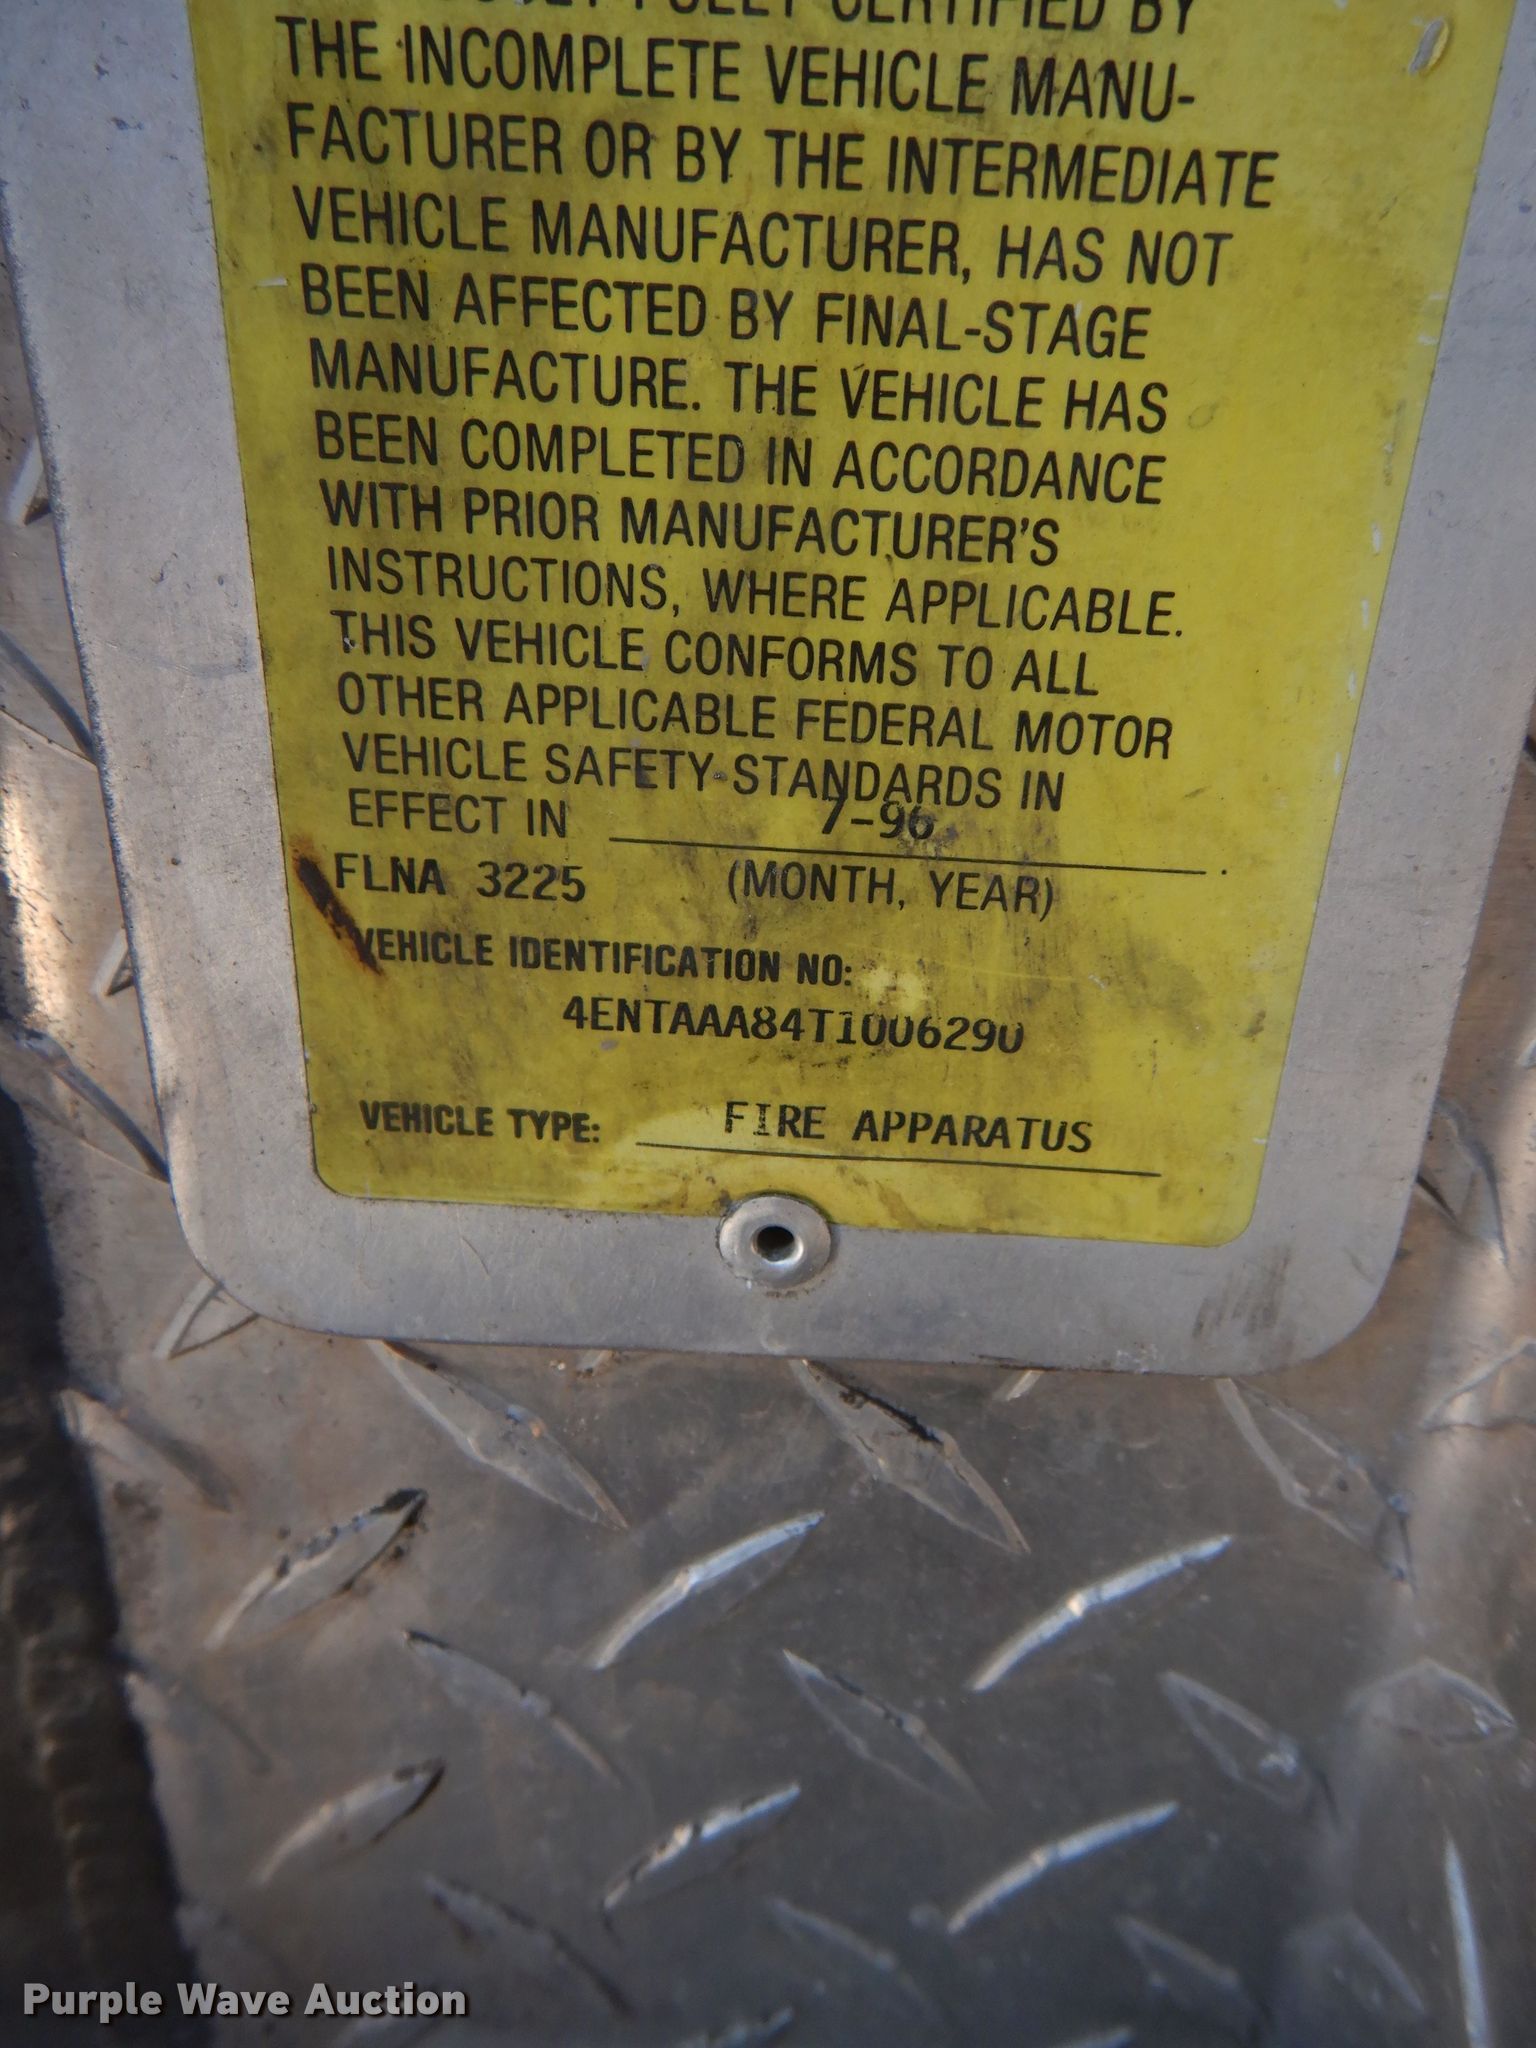 FULLY CERTIFIED BY
THE INCOMPLETE VEHICLE MANU-
FACTURER OR BY THE INTERMEDIATE
VEHICLE MANUFACTURER, HAS NOT
BEEN AFFECTED BY FINAL-STAGE
MANUFACTURE. THE VEHICLE HAS
BEEN COMPLETED IN ACCORDANCE
WITH PRIOR MANUFACTURER'S
INSTRUCTIONS, WHERE APPLICABLE.
THIS VEHICLE CONFORMS TO ALL
OTHER APPLICABLE FEDERAL MOTOR
VEHICLE SAFETY STANDARDS IN
EFFECT IN 7-96.
FLNA 3225 (MONTH, YEAR)
VEHICLE IDENTIFICATION NO:
4ENTAAA84T1006290
VEHICLE TYPE: FIRE APPARATUS
Purple Wave Auction